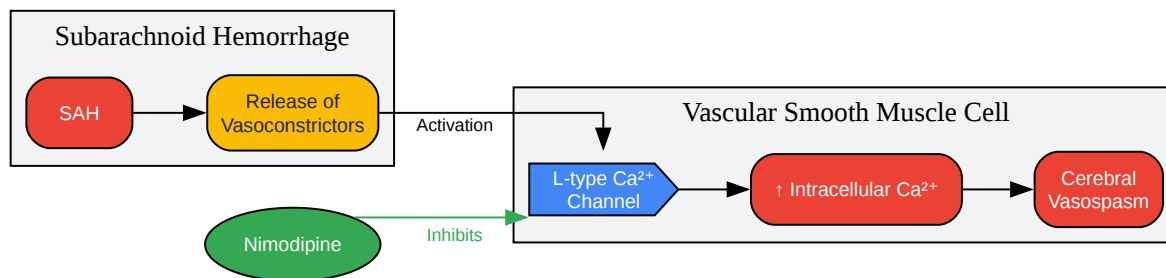 Subarachnoid Hemorrhage
SAH
Release of
Vasoconstrictors
Activation
Vascular Smooth Muscle Cell
L-type Ca²⁺
Channel
↑ Intracellular Ca²⁺
Cerebral
Vasospasm
Nimodipine
Inhibits